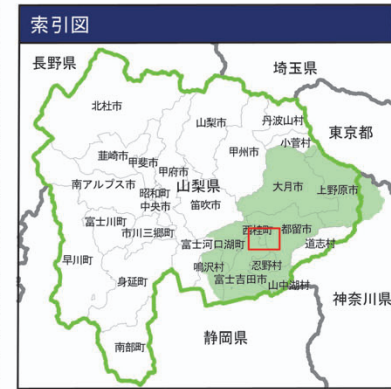 索引図
長野県
埼玉県
北杜市
山梨市
丹波山村
東京都
甲州市
小菅村
韮崎市
甲斐市
甲府市
大月市
上野原市
南アルプス市
昭和町
山梨県
中央市
笛吹市
富士川町
市川三郷町
西桂町
都留市
富士河口湖町
道志村
早川町
鳴沢村
忍野村
身延町
富士吉田市
山中湖村
神奈川県
静岡県
南部町